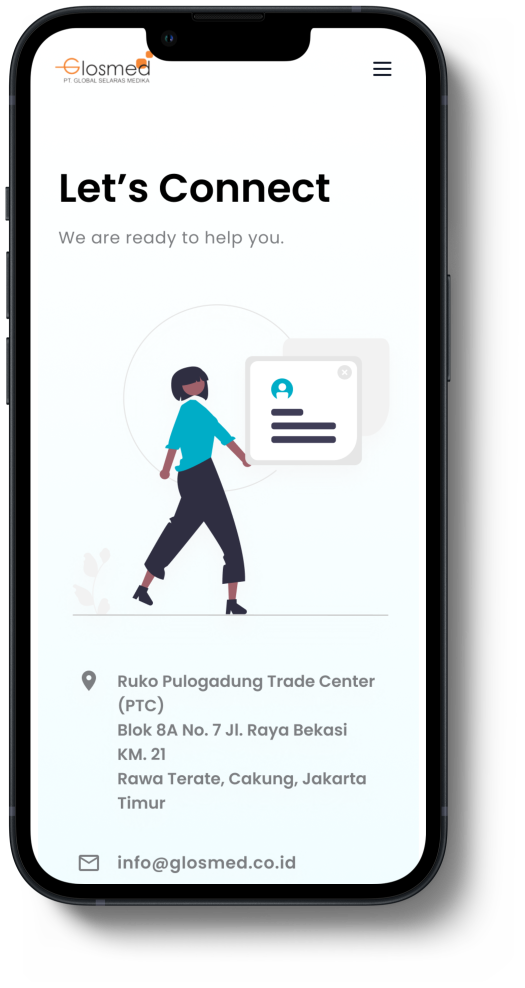 Glosmed
PT. GLOBAL SELARAS MEDIKA
Let’s Connect
We are ready to help you.
Ruko Pulogadung Trade Center
(PTC)
Blok 8A No. 7 Jl. Raya Bekasi
KM. 21
Rawa Terate, Cakung, Jakarta
Timur
info@glosmed.co.id